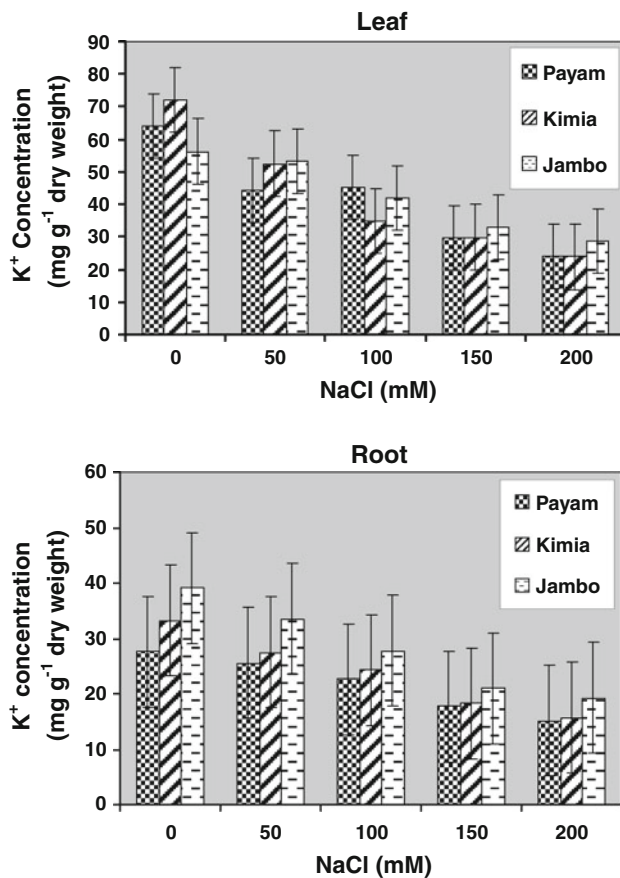 Leaf
K⁺ Concentration
(mg g⁻¹ dry weight)
90
80
70
60
50
40
30
20
10
0
Payam
Kimia
Jambo
0 50 100 150 200
NaCl (mM)
Root
K⁺ concentration
(mg g⁻¹ dry weight)
60
50
40
30
20
10
0
Payam
Kimia
Jambo
0 50 100 150 200
NaCl (mM)